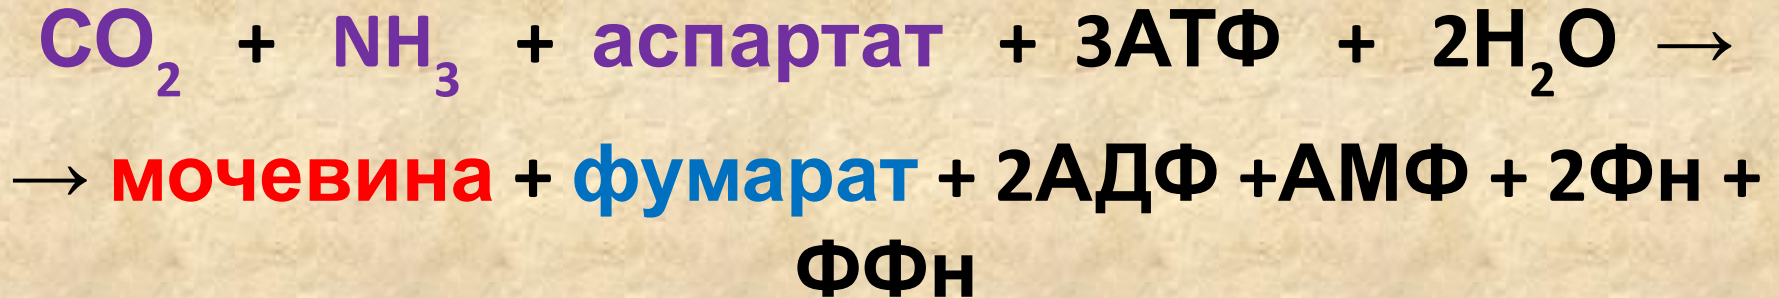 CO₂ + NH₃ + аспартат + 3АТФ + 2H₂O →
→ мочевина + фумарат + 2АДФ +АМФ + 2Фн +
ФФн